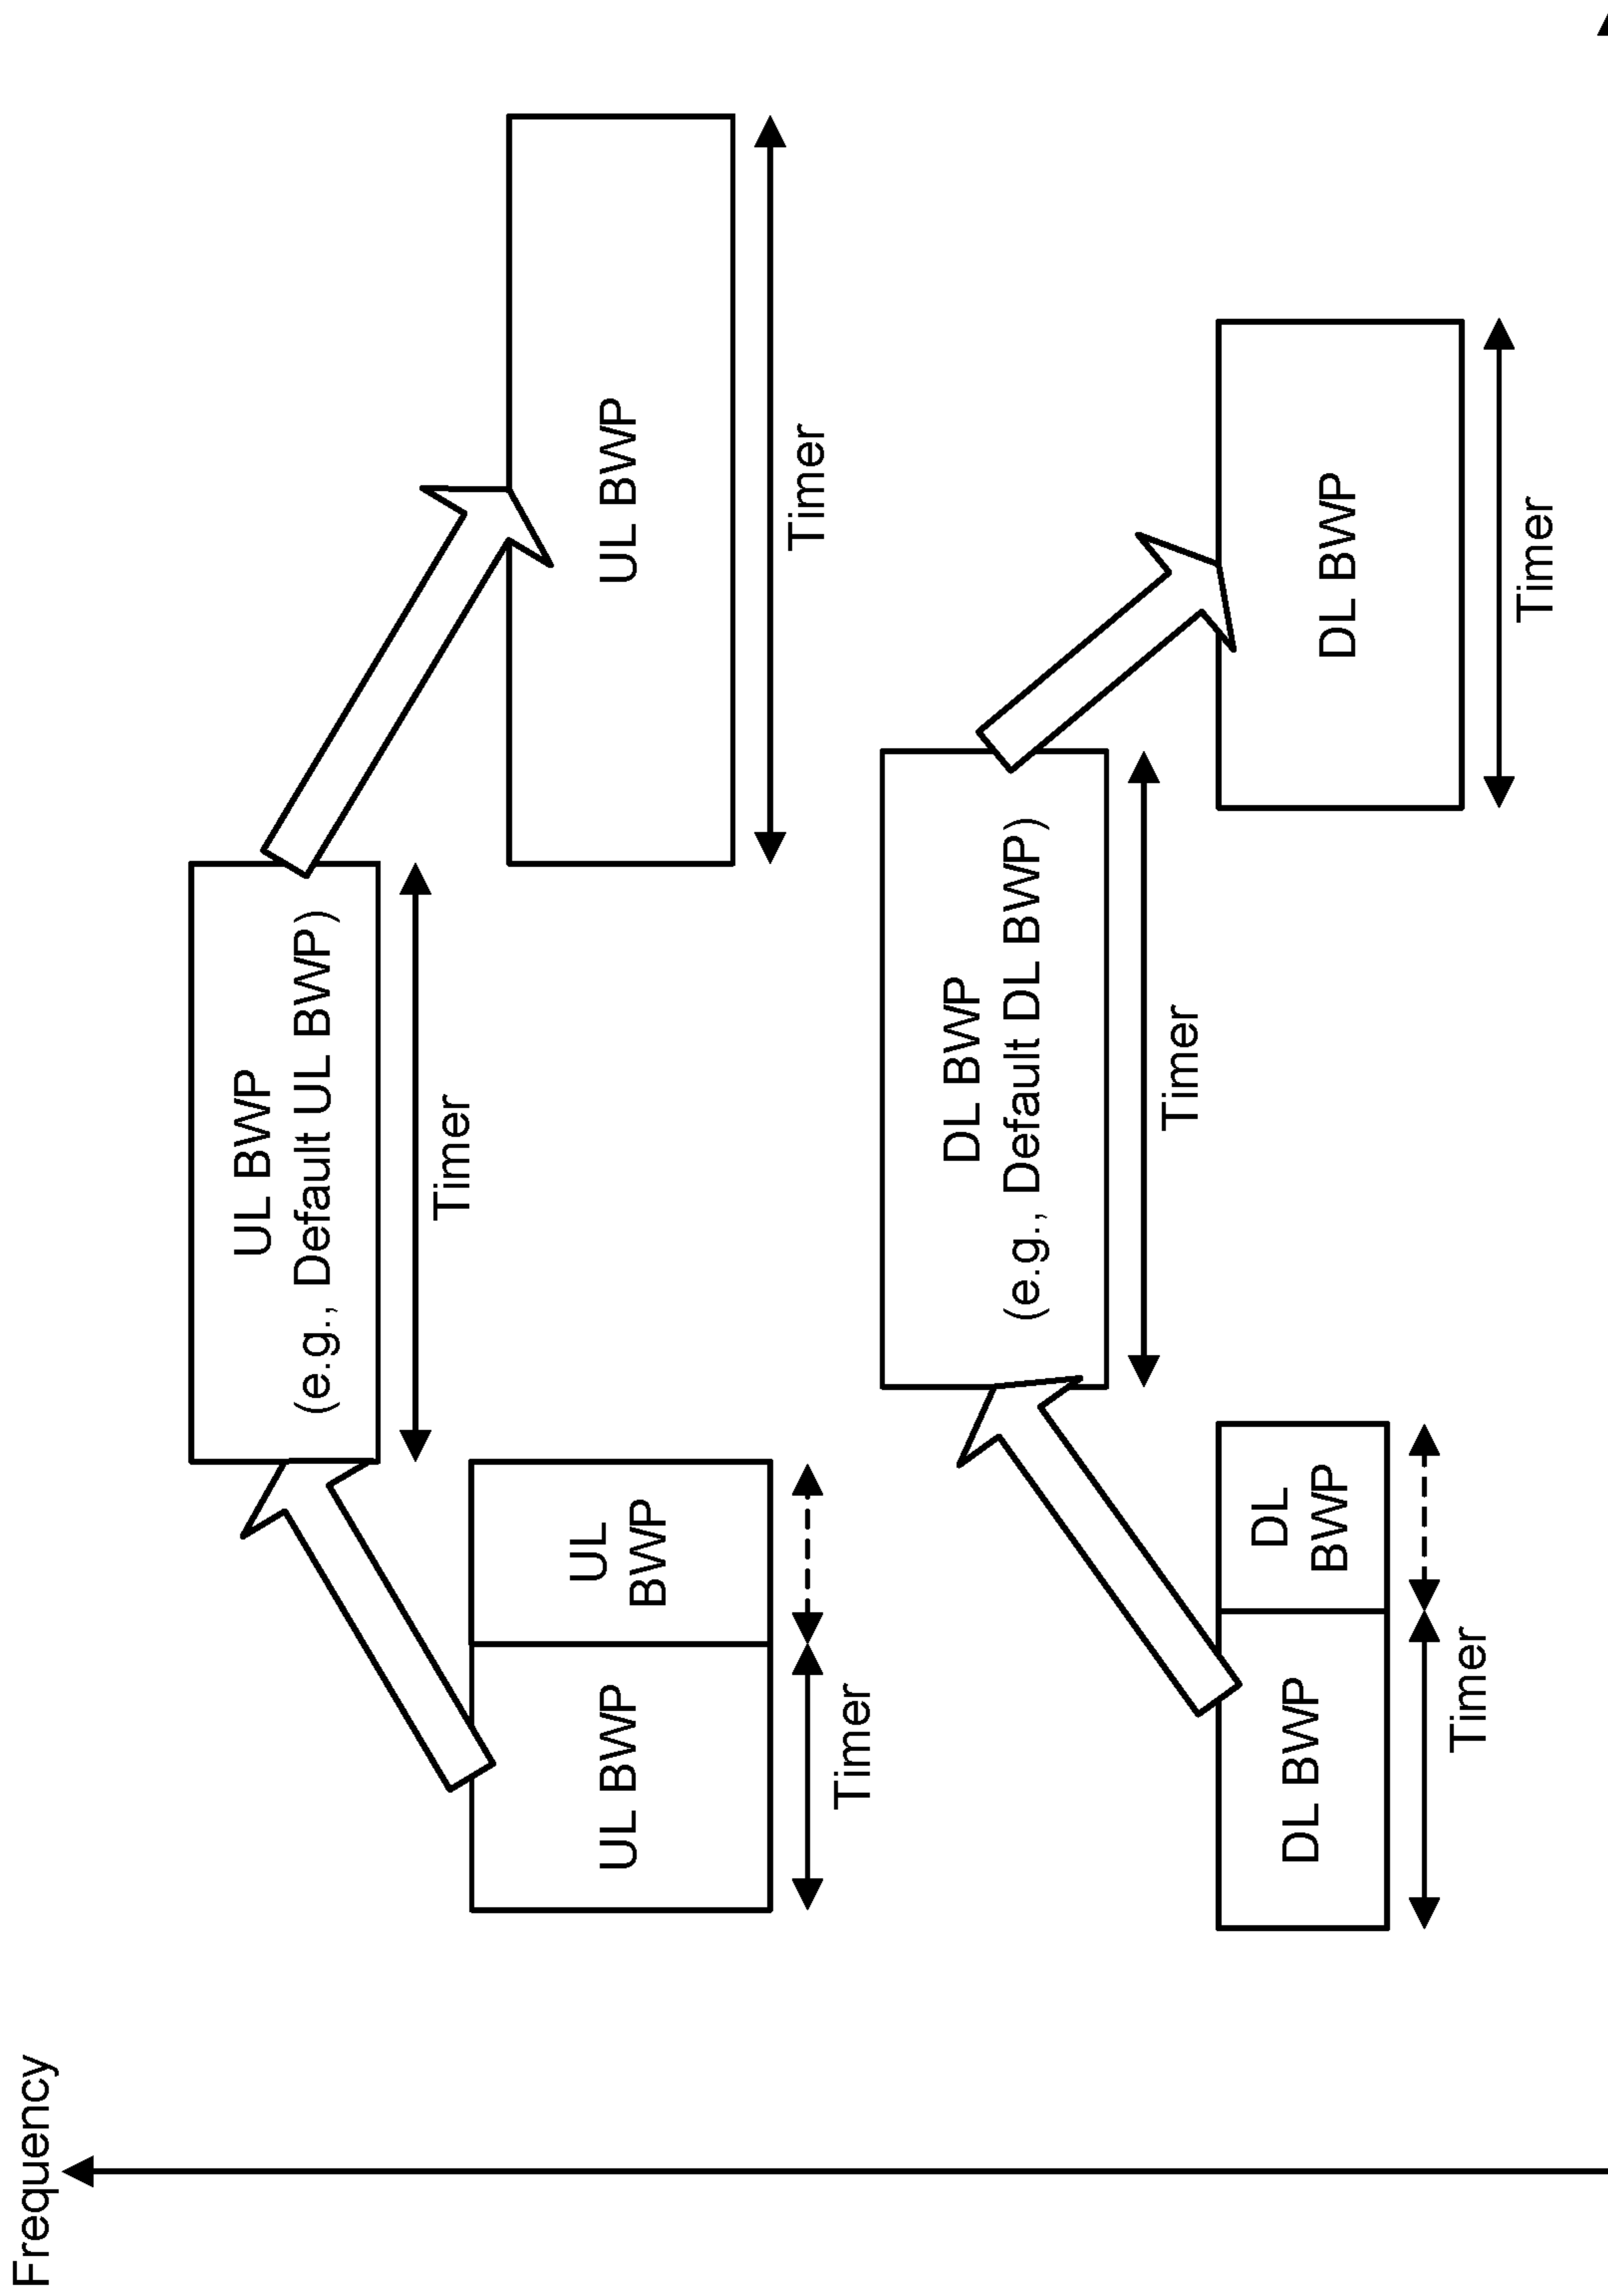 Frequency
UL BWP
(e.g., Default UL BWP)
Timer
UL BWP
UL
BWP
UL BWP
Timer
Timer
DL BWP
(e.g., Default DL BWP)
Timer
DL BWP
DL
BWP
DL BWP
Timer
Timer